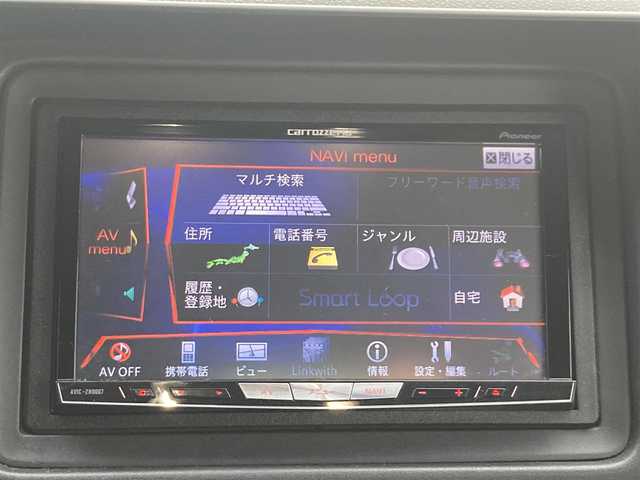 carrozzeria
Pioneer
NAVI menu
閉じる
マルチ検索
フリーワード音声検索
AV
menu
住所
電話番号
ジャンル
周辺施設
履歴・
登録地
Smart Loop
自宅
AV OFF
携帯電話
ビュー
Linkwith
情報
設定・編集
ルート
AV
NAVI